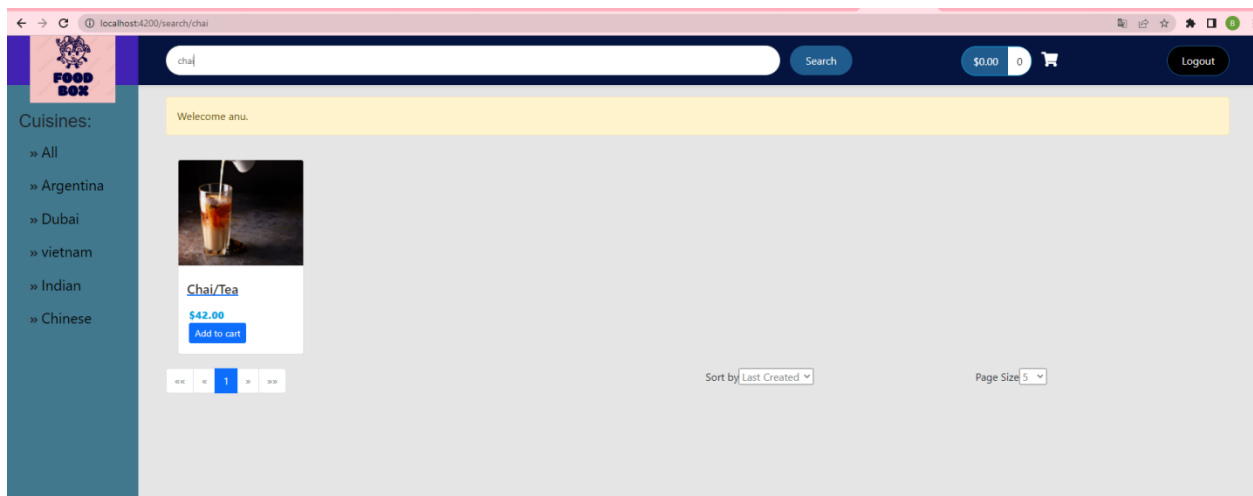 localhost:4200/search/chai
B
FOOD
BOX
chai
Search
$0.00 0
Logout
Cuisines:
» All
» Argentina
» Dubai
» vietnam
» Indian
» Chinese
Welecome anu.
Chai/Tea
$42.00
Add to cart
«« « 1 » »»
Sort by Last Created
Page Size 5